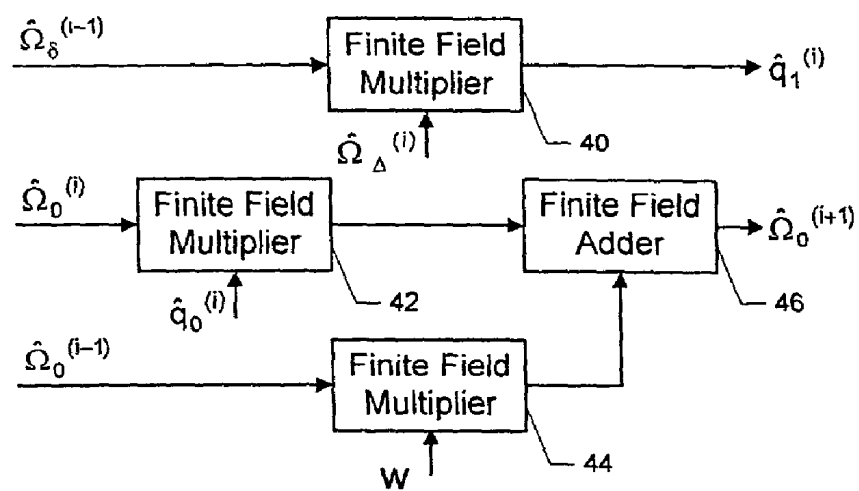 Ω̂δ^(i−1)
Finite Field
Multiplier
q̂1^(i)
40
Ω̂Δ^(i)
Ω̂0^(i)
Finite Field
Multiplier
Finite Field
Adder
Ω̂0^(i+1)
42
46
q̂0^(i)
Ω̂0^(i−1)
Finite Field
Multiplier
44
W